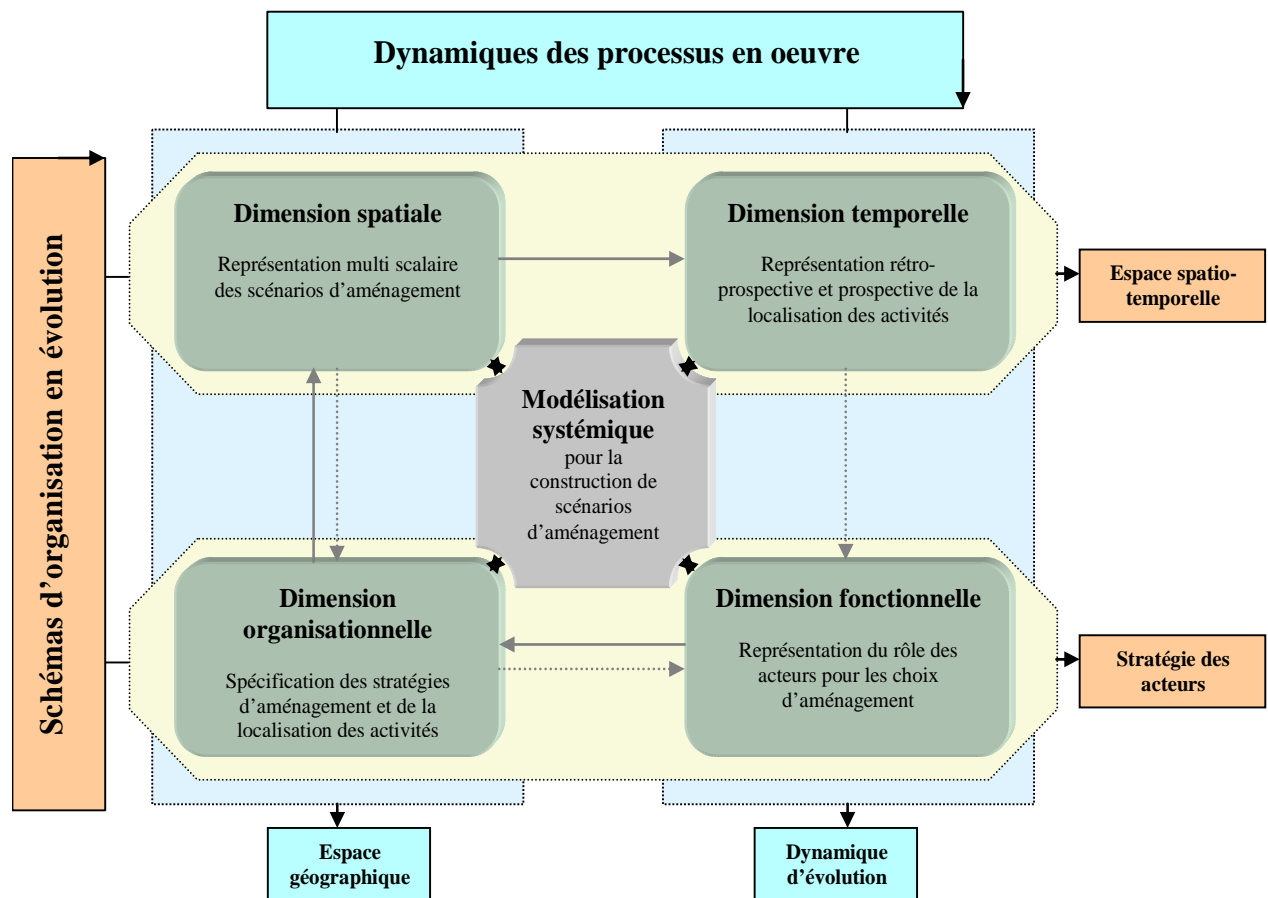 Dynamiques des processus en oeuvre
Schémas d'organisation en évolution
Dimension spatiale
Représentation multi scalaire
des scénarios d'aménagement
Dimension temporelle
Représentation rétro-
prospective et prospective de la
localisation des activités
Espace spatio-
temporelle
Modélisation
systémique
pour la
construction de
scénarios
d'aménagement
Dimension
organisationnelle
Spécification des stratégies
d'aménagement et de la
localisation des activités
Dimension fonctionnelle
Représentation du rôle des
acteurs pour les choix
d'aménagement
Stratégie des
acteurs
Espace
géographique
Dynamique
d'évolution